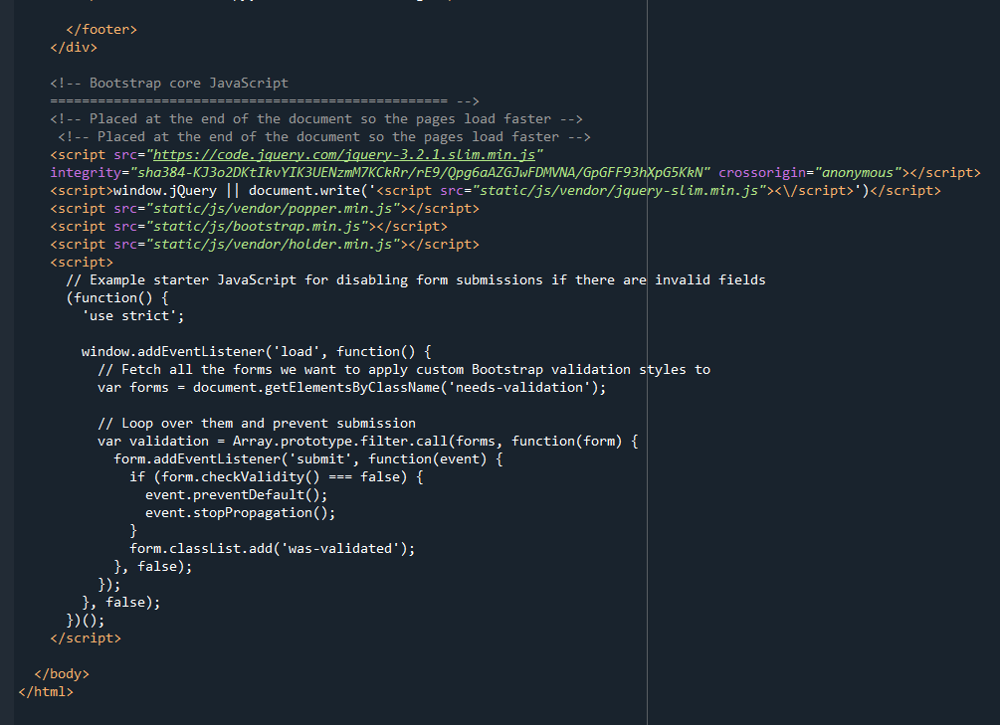 </footer>
</div>
<!-- Bootstrap core JavaScript
================================================== -->
<!-- Placed at the end of the document so the pages load faster -->
<!-- Placed at the end of the document so the pages load faster -->
<script src="https://code.jquery.com/jquery-3.2.1.slim.min.js"
integrity="sha384-KJ3o2DKtIkvYIK3UENzmM7KCkRr/rE9/Qpg6aAZGJwFDMVNA/GpGFF93hXpG5KkN" crossorigin="anonymous"></script>
<script>window.jQuery || document.write('<script src="static/js/vendor/jquery-slim.min.js"><\/script>')</script>
<script src="static/js/vendor/popper.min.js"></script>
<script src="static/js/bootstrap.min.js"></script>
<script src="static/js/vendor/holder.min.js"></script>
<script>
// Example starter JavaScript for disabling form submissions if there are invalid fields
(function() {
'use strict';
window.addEventListener('load', function() {
// Fetch all the forms we want to apply custom Bootstrap validation styles to
var forms = document.getElementsByClassName('needs-validation');
// Loop over them and prevent submission
var validation = Array.prototype.filter.call(forms, function(form) {
form.addEventListener('submit', function(event) {
if (form.checkValidity() === false) {
event.preventDefault();
event.stopPropagation();
}
form.classList.add('was-validated');
}, false);
});
}, false);
})();
</script>
</body>
</html>